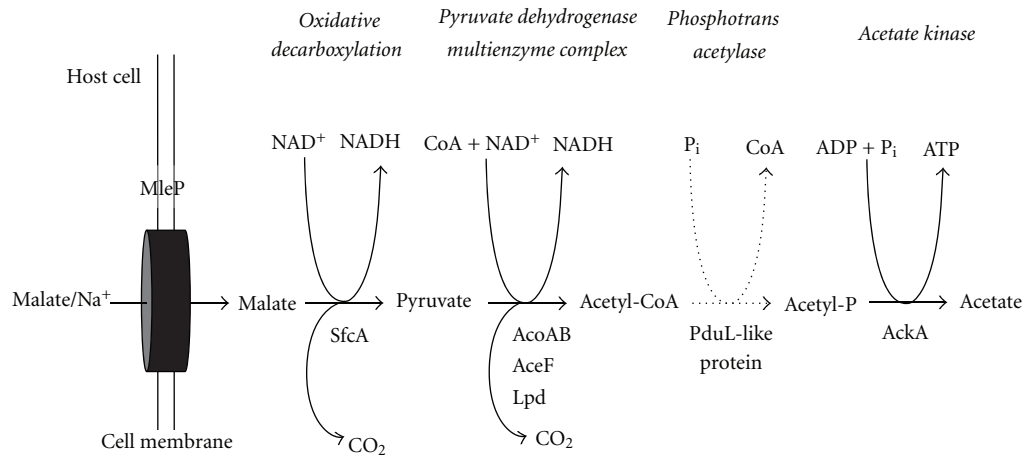 Oxidative
decarboxylation
Pyruvate dehydrogenase
multienzyme complex
Phosphotrans
acetylase
Acetate kinase
Host cell
NAD⁺ NADH
CoA + NAD⁺ NADH
Pᵢ CoA
ADP + Pᵢ ATP
MleP
Malate/Na⁺
Malate
Pyruvate
Acetyl-CoA
Acetyl-P
Acetate
SfcA
AcoAB
AceF
Lpd
PduL-like
protein
AckA
Cell membrane
CO₂
CO₂